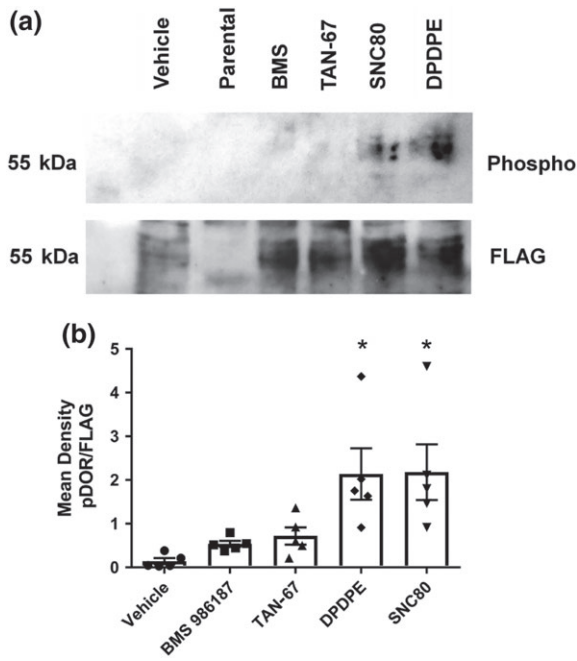 (a)
Vehicle
Parental
BMS
TAN-67
SNC80
DPDPE
55 kDa
Phospho
55 kDa
FLAG
(b)
Mean Density
pDOR/FLAG
5
4
3
2
1
0
*
*
Vehicle
BMS 986187
TAN-67
DPDPE
SNC80